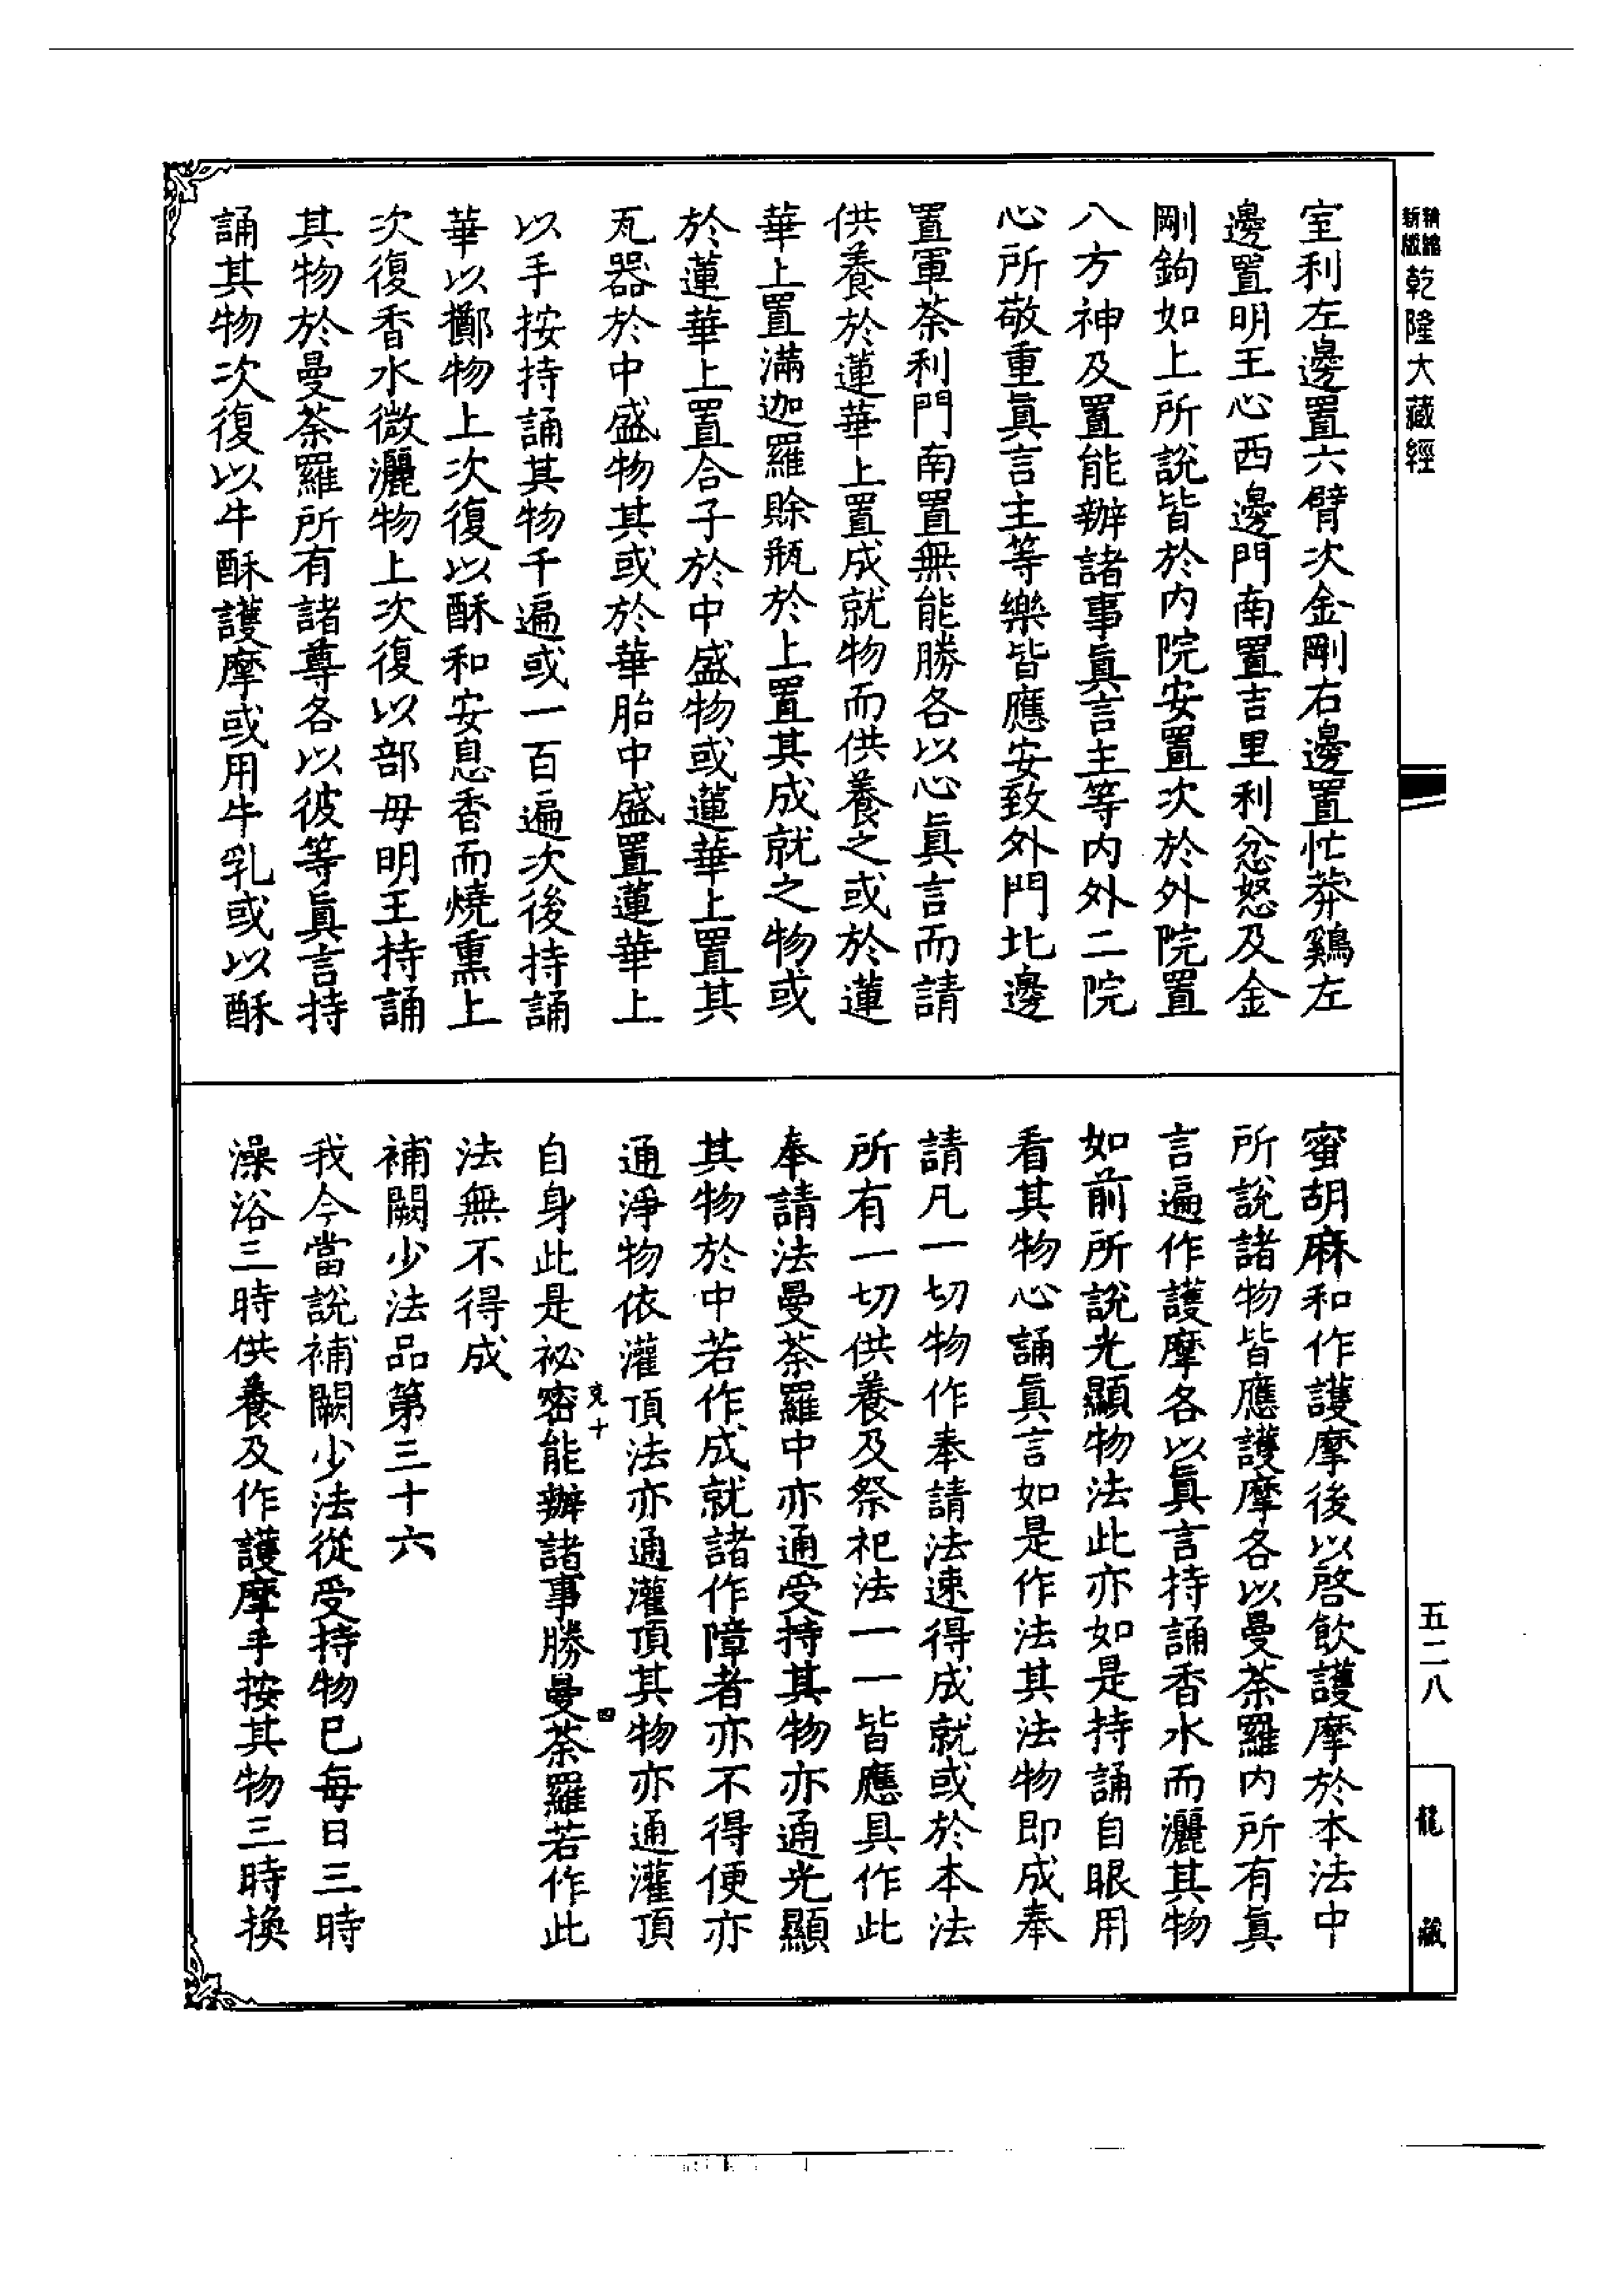 精縮
新版
乾隆大藏經
室利左邊置六臂次金剛右邊置忙莽鷄左
邊置明王心西邊門南置吉里利忿怒及金
剛鉤如上所說皆於內院安置次於外院置
八方神及置能辦諸事眞言主等內外二院
心所敬重眞言主等樂皆應安致外門北邊
置軍荼利門南置無能勝各以心眞言而請
供養於蓮華上置成就物而供養之或於蓮
華上置滿迦羅賒瓶於上置其成就之物或
於蓮華上置合子於中盛物或蓮華上置其
瓦器於中盛物其或於華胎中盛置蓮華上
以手按持誦其物千遍或一百遍次後持誦
華以擲物上次復以酥和安息香而燒熏上
次復香水微灑物上次復以部母明王持誦
其物於曼荼羅所有諸尊各以彼等眞言持
誦其物次復以牛酥護摩或用牛乳或以酥
蜜胡麻和作護摩後以啓飲護摩於本法中
所說諸物皆應護摩各以曼荼羅內所有眞
言遍作護摩各以眞言持誦香水而灑其物
如前所說光顯物法此亦如是持誦自眼用
看其物心誦眞言如是作法其法物即成奉
請凡一切物作奉請法速得成就或於本法
所有一切供養及祭祀法一一皆應具作此
奉請法曼荼羅中亦通受持其物亦通光顯
其物於中若作成就諸作障者亦不得便亦
通淨物依灌頂法亦通灌頂其物亦通灌頂
自身此是祕密能辦諸事勝曼荼羅若作此
克十
四
法無不得成
補闕少法品第三十六
我今當說補闕少法從受持物已每日三時
澡浴三時供養及作護摩手按其物三時換
五二八
龍藏